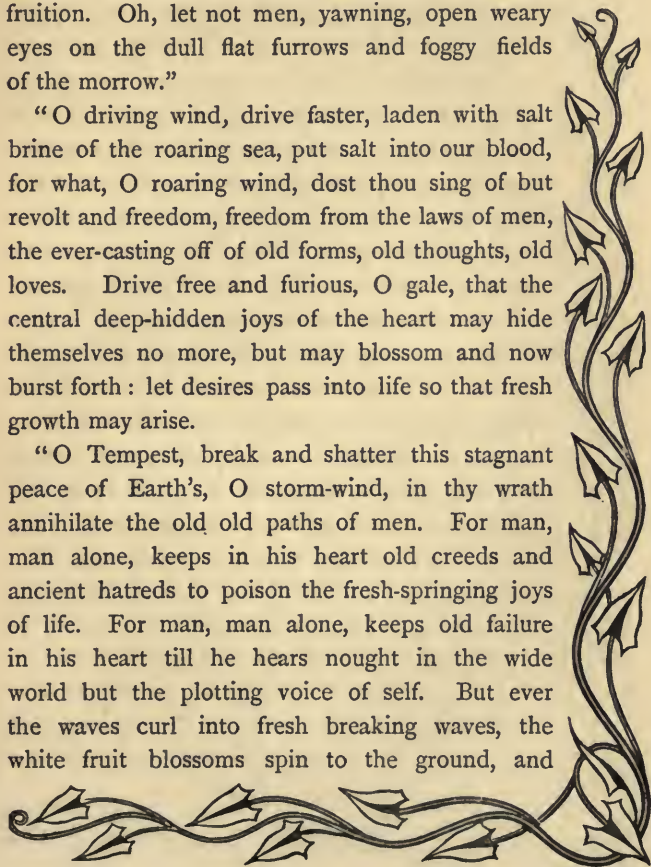 fruition. Oh, let not men, yawning, open weary
eyes on the dull flat furrows and foggy fields
of the morrow.”
“O driving wind, drive faster, laden with salt
brine of the roaring sea, put salt into our blood,
for what, O roaring wind, dost thou sing of but
revolt and freedom, freedom from the laws of men,
the ever-casting off of old forms, old thoughts, old
loves. Drive free and furious, O gale, that the
central deep-hidden joys of the heart may hide
themselves no more, but may blossom and now
burst forth : let desires pass into life so that fresh
growth may arise.
“O Tempest, break and shatter this stagnant
peace of Earth's, O storm-wind, in thy wrath
annihilate the old old paths of men. For man,
man alone, keeps in his heart old creeds and
ancient hatreds to poison the fresh-springing joys
of life. For man, man alone, keeps old failure
in his heart till he hears nought in the wide
world but the plotting voice of self. But ever
the waves curl into fresh breaking waves, the
white fruit blossoms spin to the ground, and